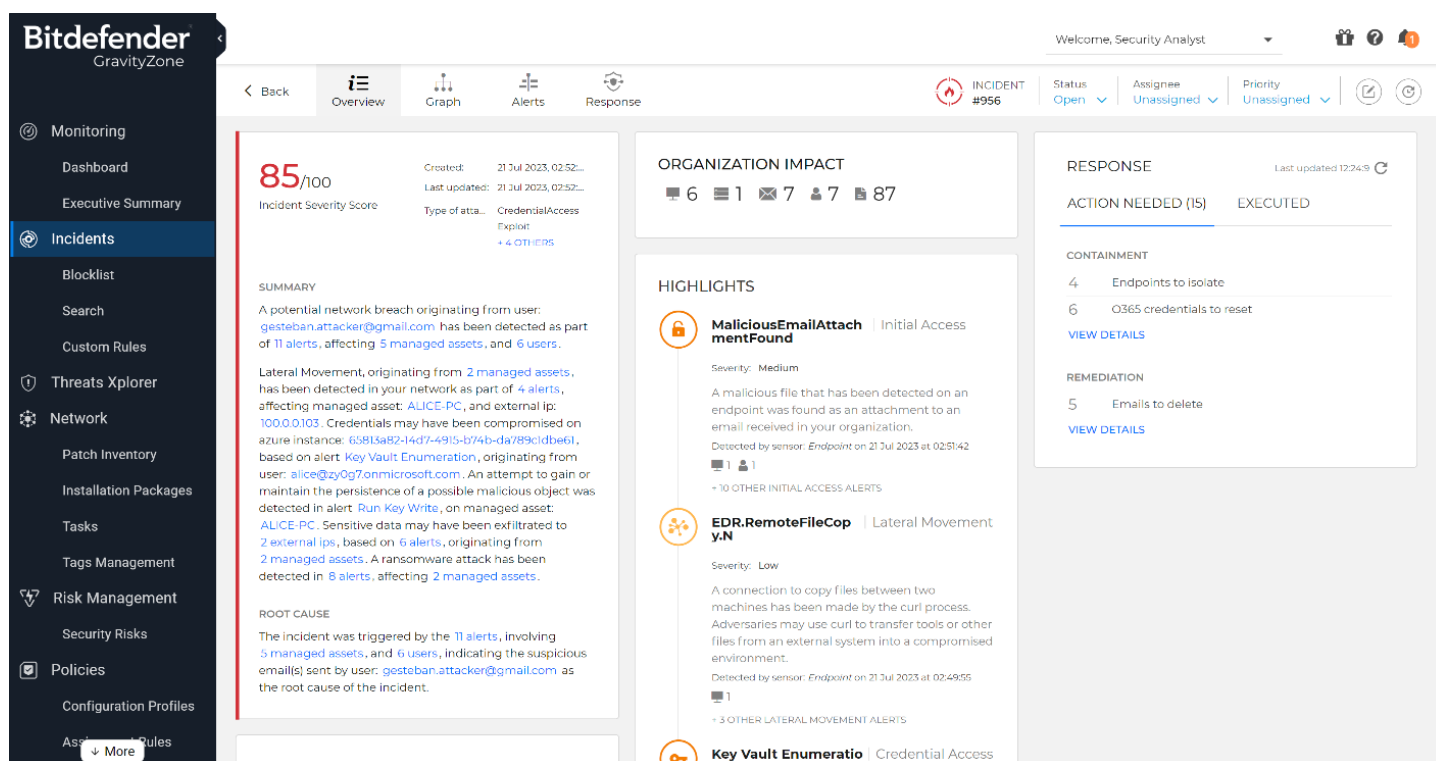 Bitdefender
GravityZone
Welcome, Security Analyst
1
Back
Overview
Graph
Alerts
Response
INCIDENT
#956
Status
Open
Assignee
Unassigned
Priority
Unassigned
Monitoring
Dashboard
Executive Summary
Incidents
Blocklist
Search
Custom Rules
Threats Xplorer
Network
Patch Inventory
Installation Packages
Tasks
Tags Management
Risk Management
Security Risks
Policies
Configuration Profiles
↓ More
85/100
Incident Severity Score
Created: 21 Jul 2023, 02:52:...
Last updated: 21 Jul 2023, 02:52:...
Type of atta... CredentialAccess
Exploit
+ 4 OTHERS
SUMMARY
A potential network breach originating from user:
gesteban.attacker@gmail.com has been detected as part
of 11 alerts, affecting 5 managed assets, and 6 users.
Lateral Movement, originating from 2 managed assets,
has been detected in your network as part of 4 alerts,
affecting managed asset: ALICE-PC, and external ip:
100.0.0.103. Credentials may have been compromised on
azure instance: 65813a82-14d7-4915-b74b-da789c1dbe61,
based on alert Key Vault Enumeration, originating from
user: alice@zy0g7.onmicrosoft.com. An attempt to gain or
maintain the persistence of a possible malicious object was
detected in alert Run Key Write, on managed asset:
ALICE-PC. Sensitive data may have been exfiltrated to
2 external ips, based on 6 alerts, originating from
2 managed assets. A ransomware attack has been
detected in 8 alerts, affecting 2 managed assets.
ROOT CAUSE
The incident was triggered by the 11 alerts, involving
5 managed assets, and 6 users, indicating the suspicious
email(s) sent by user: gesteban.attacker@gmail.com as
the root cause of the incident.
ORGANIZATION IMPACT
6 1 7 7 87
HIGHLIGHTS
MaliciousEmailAttach Initial Access
mentFound
Severity: Medium
A malicious file that has been detected on an
endpoint was found as an attachment to an
email received in your organization.
Detected by sensor: Endpoint on 21 Jul 2023 at 02:51:42
1 1
+ 10 OTHER INITIAL ACCESS ALERTS
EDR.RemoteFileCop Lateral Movement
y.N
Severity: Low
A connection to copy files between two
machines has been made by the curl process.
Adversaries may use curl to transfer tools or other
files from an external system into a compromised
environment.
Detected by sensor: Endpoint on 21 Jul 2023 at 02:49:55
1
+ 3 OTHER LATERAL MOVEMENT ALERTS
Key Vault Enumeratio Credential Access
RESPONSE
Last updated 12:24:9
ACTION NEEDED (15)
EXECUTED
CONTAINMENT
4 Endpoints to isolate
6 O365 credentials to reset
VIEW DETAILS
REMEDIATION
5 Emails to delete
VIEW DETAILS